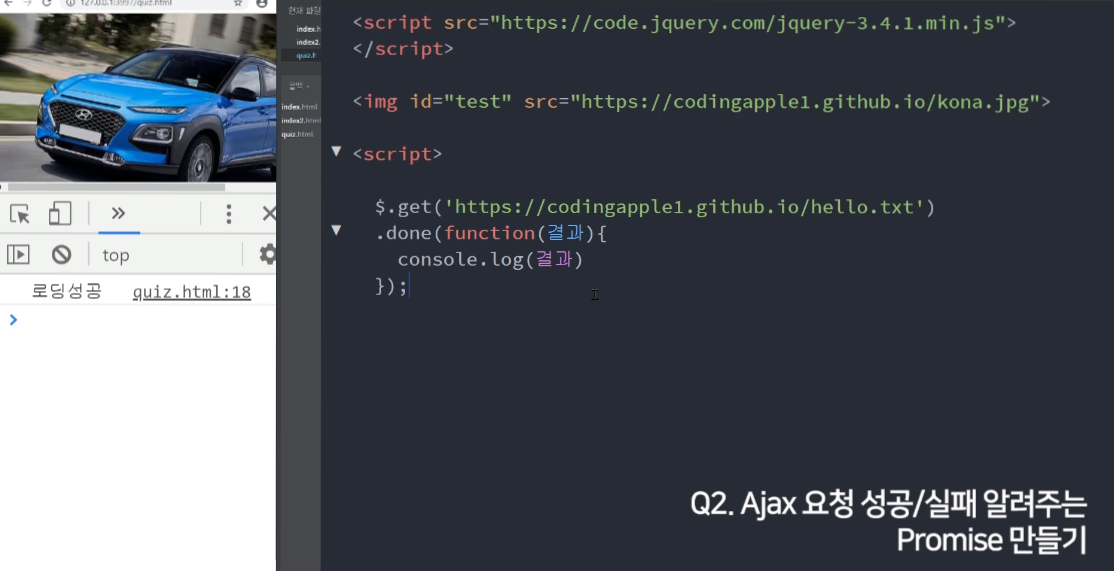 127.0.0.1:3997/quiz.html
top
로딩성공 quiz.html:18
>
현재 파일
index.h
index2.
quiz.h
index.html
index2.html
quiz.html
<script src="https://code.jquery.com/jquery-3.4.1.min.js">
</script>
<img id="test" src="https://codingapple1.github.io/kona.jpg">
<script>
$.get('https://codingapple1.github.io/hello.txt')
.done(function(결과){
console.log(결과)
});
Q2. Ajax 요청 성공/실패 알려주는
Promise 만들기